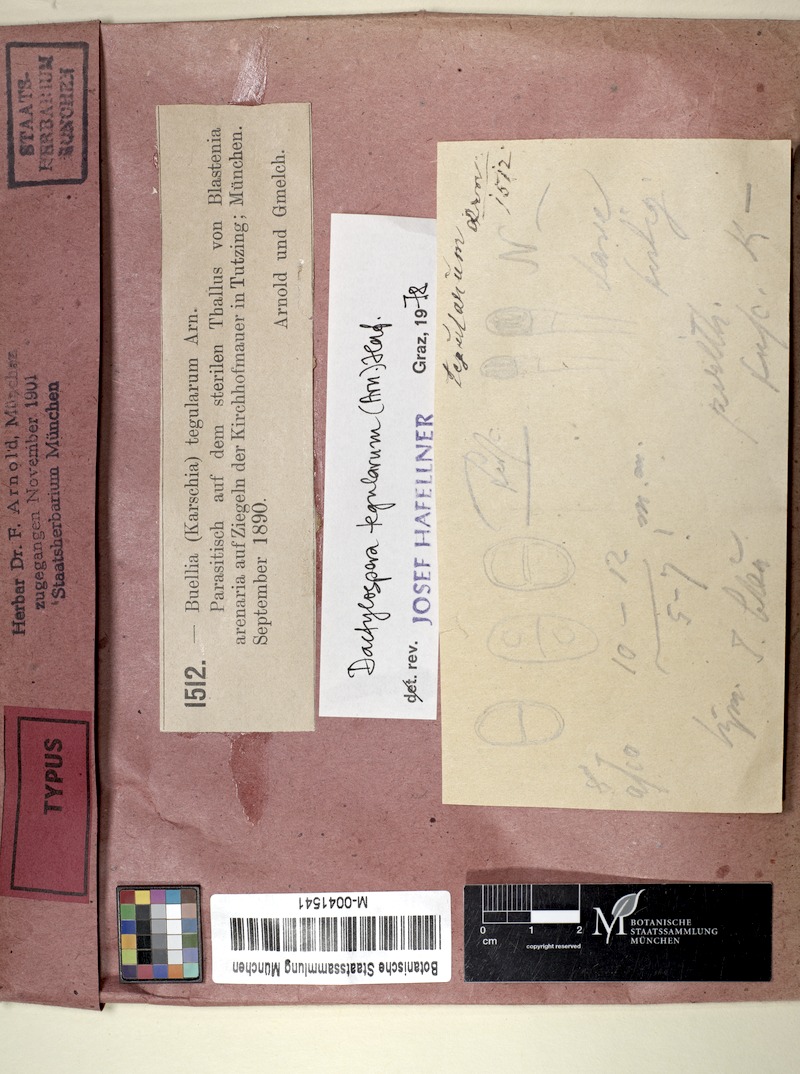 STAATS-
HERBARIUM
MÜNCHEN
Herbar Dr. F. Arnold, München
zugegangen November 1901
Staatsherbarium München
TYPUS
1512. — Buellia (Karschia) tegularum Arn.
Parasitisch auf dem sterilen Thallus von Blastenia
arenaria auf Ziegeln der Kirchhofmauer in Tutzing; München.
September 1890.
Arnold und Gmelch.
Dactylospora tegularum (Arn.) Haf.
det. rev. JOSEF HAFELLNER Graz, 1978
tegularum Arn.
1512.
N
10 – 12
5-7 m.m.
K —
M-0041541
Botanische Staatssammlung München
0 1 2
cm
copyright reserved
M BOTANISCHE
STAATSSAMMLUNG
MÜNCHEN